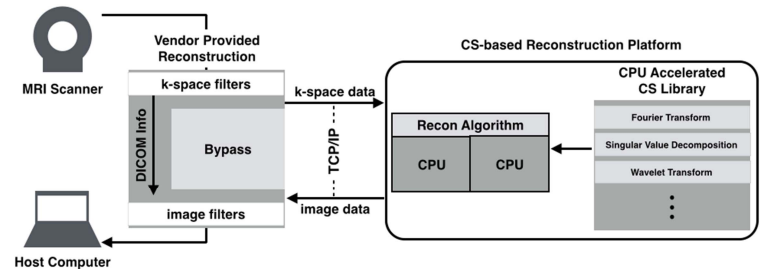 MRI Scanner
Vendor Provided
Reconstruction
k-space filters
DICOM Info
Bypass
image filters
Host Computer
k-space data
TCP/IP
image data
CS-based Reconstruction Platform
Recon Algorithm
CPU
CPU
CPU Accelerated
CS Library
Fourier Transform
Singular Value Decomposition
Wavelet Transform